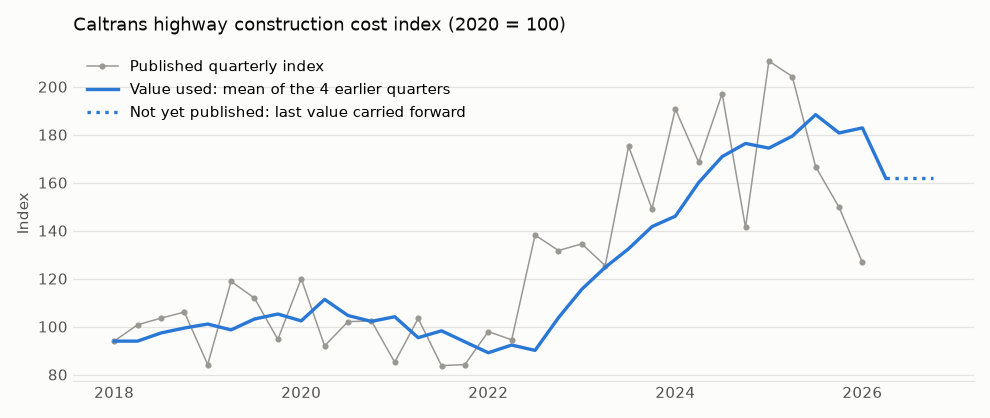 Caltrans highway construction cost index (2020 = 100)
Published quarterly index
Value used: mean of the 4 earlier quarters
Not yet published: last value carried forward
Index
200
180
160
140
120
100
80
2018
2020
2022
2024
2026